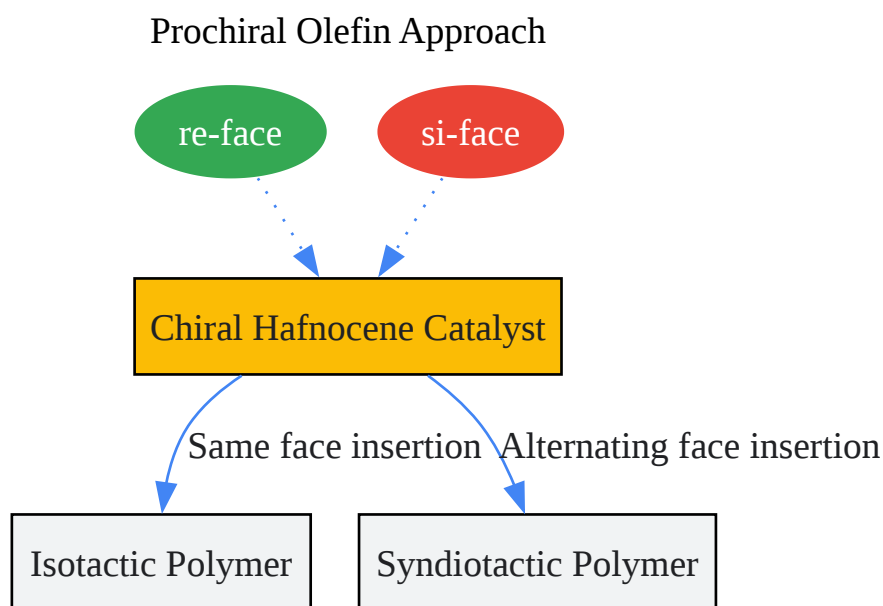 Prochiral Olefin Approach
re-face
si-face
Chiral Hafnocene Catalyst
Same face insertion
Alternating face insertion
Isotactic Polymer
Syndiotactic Polymer